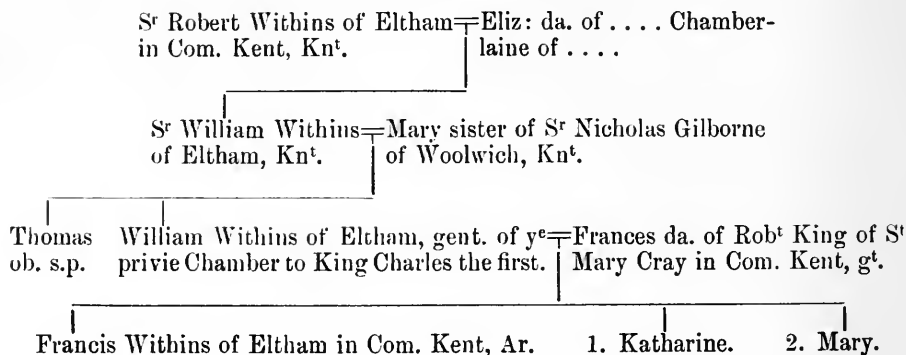 Sʳ Robert Withins of Eltham=Eliz: da. of . . . . Chamber-
in Com. Kent, Knᵗ. laine of . . . .
Sʳ William Withins=Mary sister of Sʳ Nicholas Gilborne
of Eltham, Knᵗ. of Woolwich, Knᵗ.
Thomas William Withins of Eltham, gent. of yᵉ=Frances da. of Robᵗ King of Sᵗ
ob. s.p. privie Chamber to King Charles the first. Mary Cray in Com. Kent, gᵗ.
Francis Withins of Eltham in Com. Kent, Ar. 1. Katharine. 2. Mary.